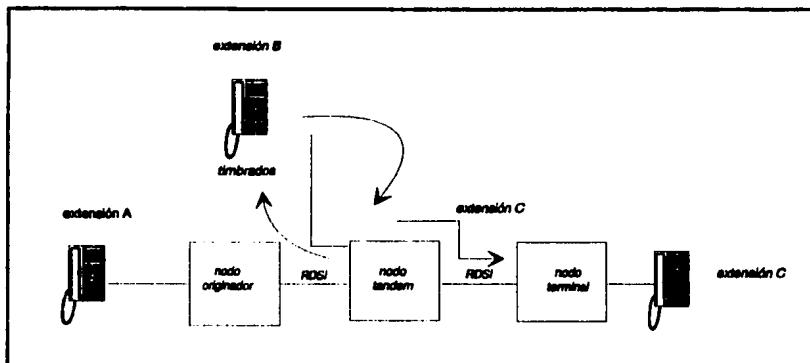 extensión B
timbrados
extensión A
extensión C
nodo
originador
RDSI
nodo
tandem
RDSI
nodo
terminal
extensión C